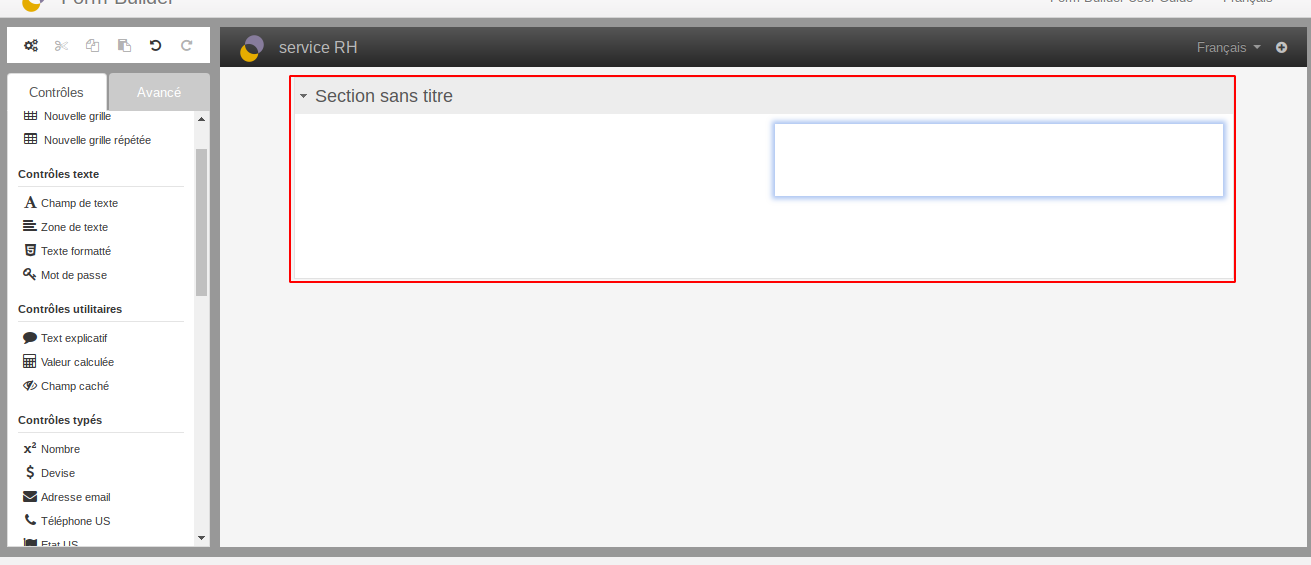 Form Builder
Form Builder User Guide Français
service RH
Français
Contrôles
Avancé
Section sans titre
Nouvelle grille
Nouvelle grille répétée
Contrôles texte
Champ de texte
Zone de texte
Texte formatté
Mot de passe
Contrôles utilitaires
Text explicatif
Valeur calculée
Champ caché
Contrôles typés
Nombre
Devise
Adresse email
Téléphone US
Etat US